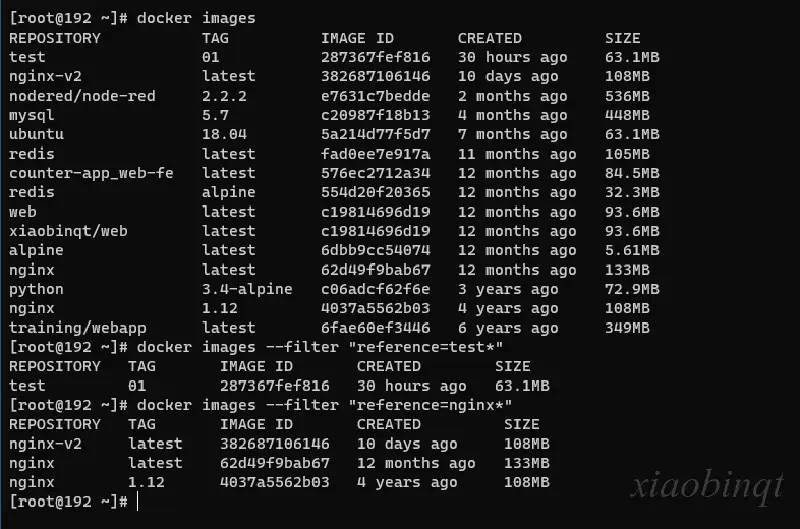 [root@192 ~]# docker images
REPOSITORY TAG IMAGE ID CREATED SIZE
test 01 287367fef816 30 hours ago 63.1MB
nginx-v2 latest 382687106146 10 days ago 108MB
nodered/node-red 2.2.2 e7631c7bedde 2 months ago 536MB
mysql 5.7 c20987f18b13 4 months ago 448MB
ubuntu 18.04 5a214d77f5d7 7 months ago 63.1MB
redis latest fad0ee7e917a 11 months ago 105MB
counter-app_web-fe latest 576ec2712a34 12 months ago 84.5MB
redis alpine 554d20f20365 12 months ago 32.3MB
web latest c19814696d19 12 months ago 93.6MB
xiaobinqt/web latest c19814696d19 12 months ago 93.6MB
alpine latest 6dbb9cc54074 12 months ago 5.61MB
nginx latest 62d49f9bab67 12 months ago 133MB
python 3.4-alpine c06adcf62f6e 3 years ago 72.9MB
nginx 1.12 4037a5562b03 4 years ago 108MB
training/webapp latest 6fae60ef3446 6 years ago 349MB
[root@192 ~]# docker images --filter "reference=test*"
REPOSITORY TAG IMAGE ID CREATED SIZE
test 01 287367fef816 30 hours ago 63.1MB
[root@192 ~]# docker images --filter "reference=nginx*"
REPOSITORY TAG IMAGE ID CREATED SIZE
nginx-v2 latest 382687106146 10 days ago 108MB
nginx latest 62d49f9bab67 12 months ago 133MB
nginx 1.12 4037a5562b03 4 years ago 108MB
[root@192 ~]#
xiaobinqt